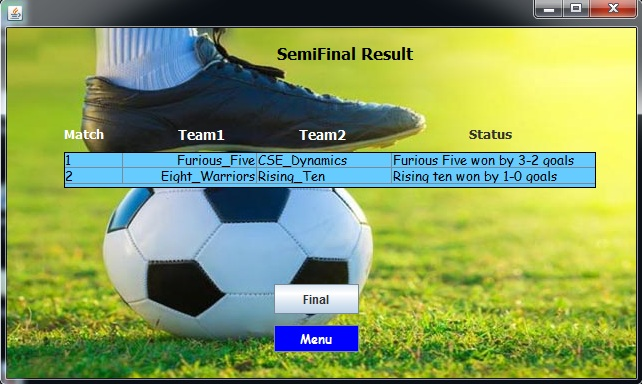 SemiFinal Result
Match Team1 Team2 Status
1 Furious_Five CSE_Dynamics Furious Five won by 3-2 goals
2 Eight_Warriors Rising_Ten Rising ten won by 1-0 goals
Final
Menu